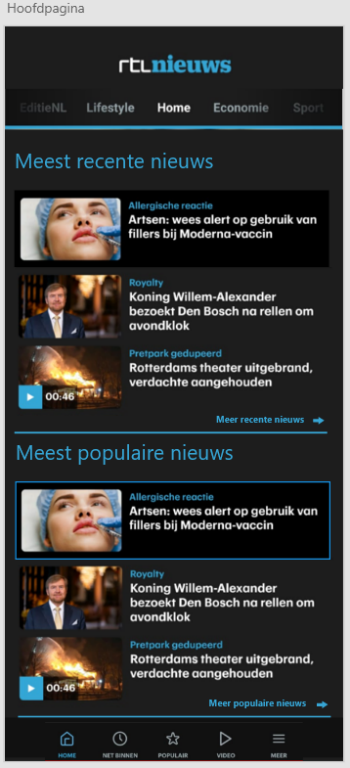 Hoofdpagina
rtlnieuws
EditieNL Lifestyle Home Economie Sport
Meest recente nieuws
Allergische reactie
Artsen: wees alert op gebruik van
fillers bij Moderna-vaccin
Royalty
Koning Willem-Alexander
bezoekt Den Bosch na rellen om
avondklok
Pretpark gedupeerd
Rotterdams theater uitgebrand,
verdachte aangehouden
00:46
Meer recente nieuws
Meest populaire nieuws
Allergische reactie
Artsen: wees alert op gebruik van
fillers bij Moderna-vaccin
Royalty
Koning Willem-Alexander
bezoekt Den Bosch na rellen om
avondklok
Pretpark gedupeerd
Rotterdams theater uitgebrand,
verdachte aangehouden
00:46
Meer populaire nieuws
HOME NET BINNEN POPULAIR VIDEO MEER